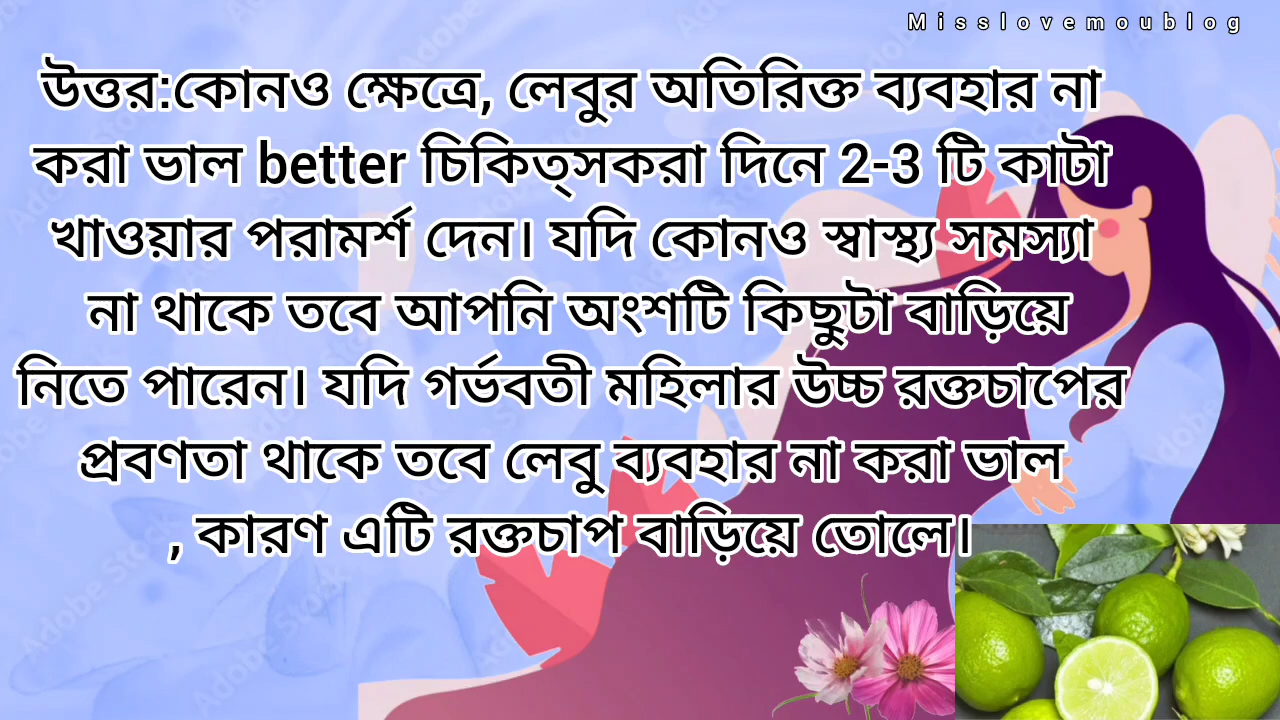 Misslovemoublog
উত্তর:কোনও ক্ষেত্রে, লেবুর অতিরিক্ত ব্যবহার না
করা ভাল better চিকিত্সকরা দিনে 2-3 টি কাটা
খাওয়ার পরামর্শ দেন। যদি কোনও স্বাস্থ্য সমস্যা
না থাকে তবে আপনি অংশটি কিছুটা বাড়িয়ে
নিতে পারেন। যদি গর্ভবতী মহিলার উচ্চ রক্তচাপের
প্রবণতা থাকে তবে লেবু ব্যবহার না করা ভাল
, কারণ এটি রক্তচাপ বাড়িয়ে তোলে।